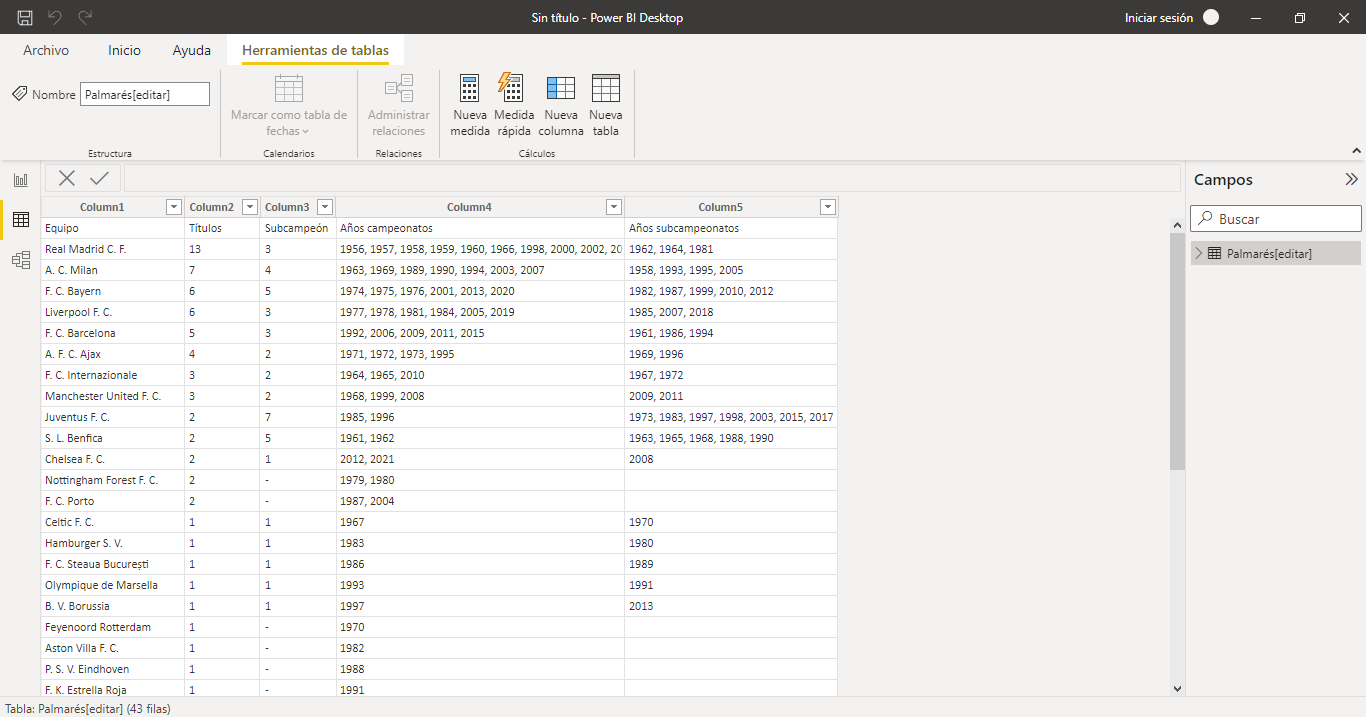 Sin título - Power BI Desktop
Iniciar sesión
Archivo Inicio Ayuda Herramientas de tablas
Nombre Palmarés[editar]
Marcar como tabla de fechas
Administrar relaciones
Nueva medida
Medida rápida
Nueva columna
Nueva tabla
Estructura Calendarios Relaciones Cálculos
Campos
Buscar
Palmarés[editar]
Column1 Column2 Column3 Column4 Column5
Equipo Títulos Subcampeón Años campeonatos Años subcampeonatos
Real Madrid C. F. 13 3 1956, 1957, 1958, 1959, 1960, 1966, 1998, 2000, 2002, 20 1962, 1964, 1981
A. C. Milan 7 4 1963, 1969, 1989, 1990, 1994, 2003, 2007 1958, 1993, 1995, 2005
F. C. Bayern 6 5 1974, 1975, 1976, 2001, 2013, 2020 1982, 1987, 1999, 2010, 2012
Liverpool F. C. 6 3 1977, 1978, 1981, 1984, 2005, 2019 1985, 2007, 2018
F. C. Barcelona 5 3 1992, 2006, 2009, 2011, 2015 1961, 1986, 1994
A. F. C. Ajax 4 2 1971, 1972, 1973, 1995 1969, 1996
F. C. Internazionale 3 2 1964, 1965, 2010 1967, 1972
Manchester United F. C. 3 2 1968, 1999, 2008 2009, 2011
Juventus F. C. 2 7 1985, 1996 1973, 1983, 1997, 1998, 2003, 2015, 2017
S. L. Benfica 2 5 1961, 1962 1963, 1965, 1968, 1988, 1990
Chelsea F. C. 2 1 2012, 2021 2008
Nottingham Forest F. C. 2 - 1979, 1980
F. C. Porto 2 - 1987, 2004
Celtic F. C. 1 1 1967 1970
Hamburger S. V. 1 1 1983 1980
F. C. Steaua București 1 1 1986 1989
Olympique de Marsella 1 1 1993 1991
B. V. Borussia 1 1 1997 2013
Feyenoord Rotterdam 1 - 1970
Aston Villa F. C. 1 - 1982
P. S. V. Eindhoven 1 - 1988
F. K. Estrella Roja 1 - 1991
Tabla: Palmarés[editar] (43 filas)